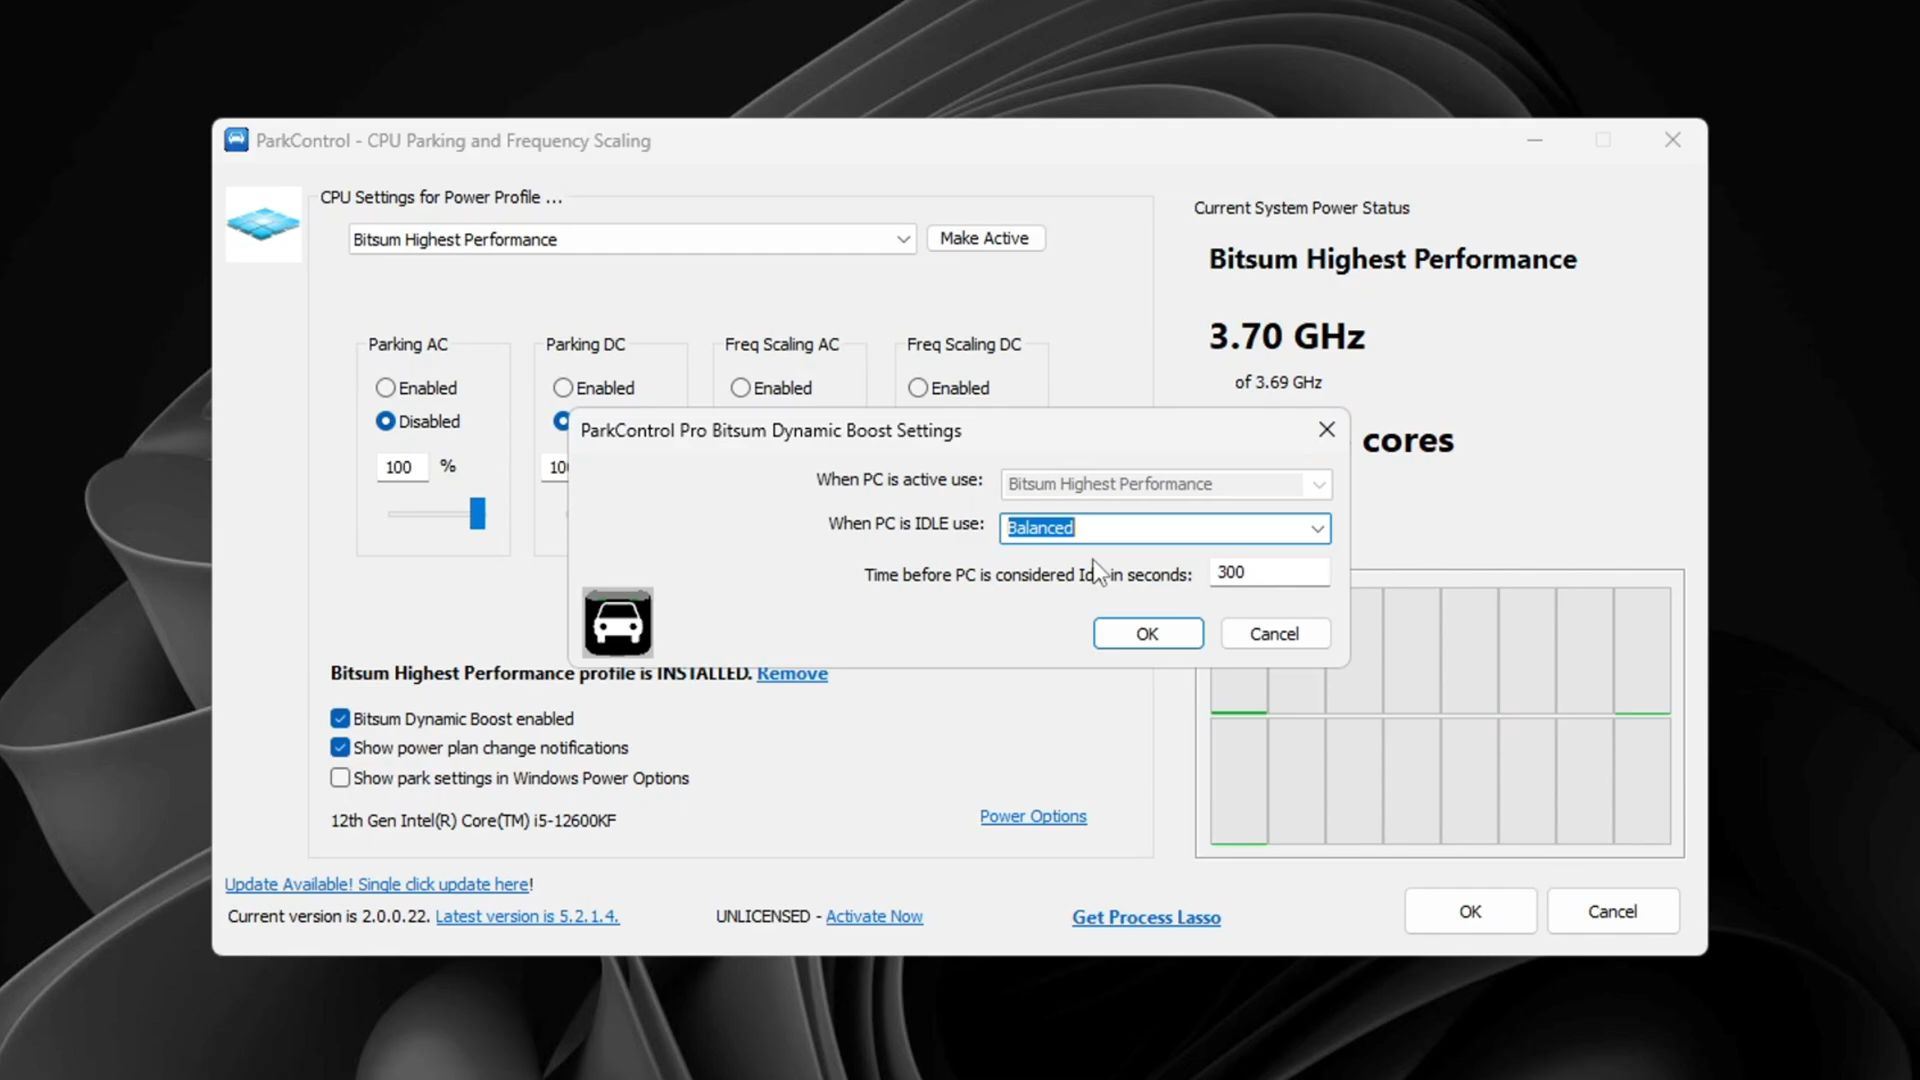 ParkControl - CPU Parking and Frequency Scaling
CPU Settings for Power Profile ...
Bitsum Highest Performance
Make Active
Current System Power Status
Bitsum Highest Performance
3.70 GHz
of 3.69 GHz
cores
Parking AC
Enabled
Disabled
100 %
Parking DC
Enabled
Freq Scaling AC
Enabled
Freq Scaling DC
Enabled
ParkControl Pro Bitsum Dynamic Boost Settings
When PC is active use: Bitsum Highest Performance
When PC is IDLE use: Balanced
Time before PC is considered in seconds: 300
OK
Cancel
Bitsum Highest Performance profile is INSTALLED. Remove
Bitsum Dynamic Boost enabled
Show power plan change notifications
Show park settings in Windows Power Options
12th Gen Intel(R) Core(TM) i5-12600KF
Power Options
Update Available! Single click update here!
Current version is 2.0.0.22. Latest version is 5.2.1.4.
UNLICENSED - Activate Now
Get Process Lasso
OK
Cancel